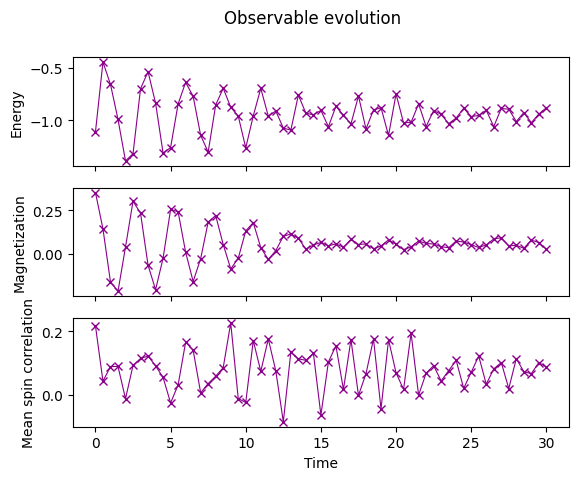 Observable evolution
−0.5
−1.0
Energy
0.25
0.00
Magnetization
0.2
0.0
Mean spin correlation
0 5 10 15 20 25 30
Time